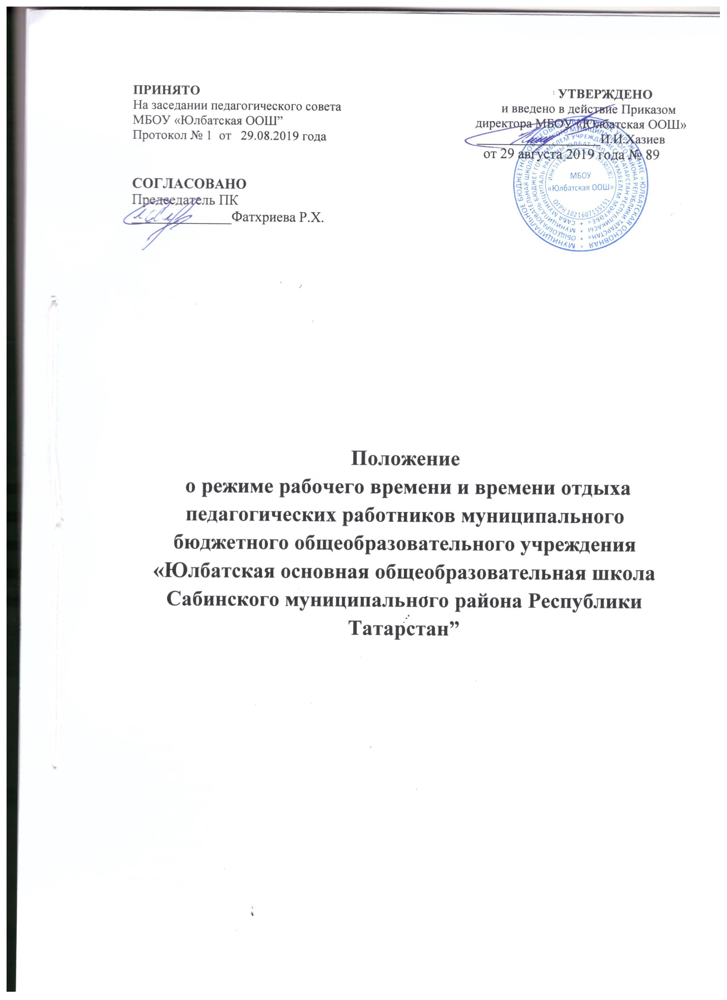 ПРИНЯТО
На заседании педагогического совета
МБОУ «Юлбатская ООШ”
Протокол № 1 от 29.08.2019 года
УТВЕРЖДЕНО
и введено в действие Приказом
директора МБОУ «Юлбатская ООШ»
И.И.Хазиев
от 29 августа 2019 года № 89
МБОУ
«Юлбатская ООШ»
ОГРН 1021607155151
СОГЛАСОВАНО
Председатель ПК
Фатхриева Р.Х.
Положение
о режиме рабочего времени и времени отдыха
педагогических работников муниципального
бюджетного общеобразовательного учреждения
«Юлбатская основная общеобразовательная школа
Сабинского муниципального района Республики
Татарстан”